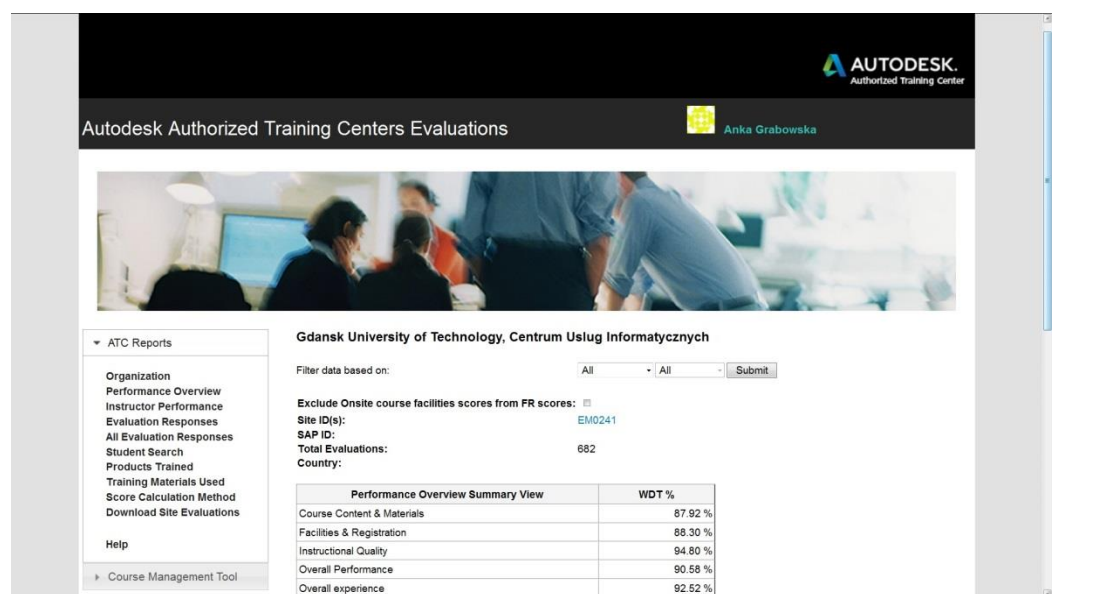 AUTODESK.
Authorized Training Center
Autodesk Authorized Training Centers Evaluations
Anka Grabowska
ATC Reports
Organization
Performance Overview
Instructor Performance
Evaluation Responses
All Evaluation Responses
Student Search
Products Trained
Training Materials Used
Score Calculation Method
Download Site Evaluations
Help
Course Management Tool
Gdansk University of Technology, Centrum Uslug Informatycznych
Filter data based on: All All Submit
Exclude Onsite course facilities scores from FR scores:
Site ID(s): EM0241
SAP ID:
Total Evaluations: 682
Country:
Performance Overview Summary View WDT %
Course Content & Materials 87.92 %
Facilities & Registration 88.30 %
Instructional Quality 94.80 %
Overall Performance 90.58 %
Overall experience 92.52 %